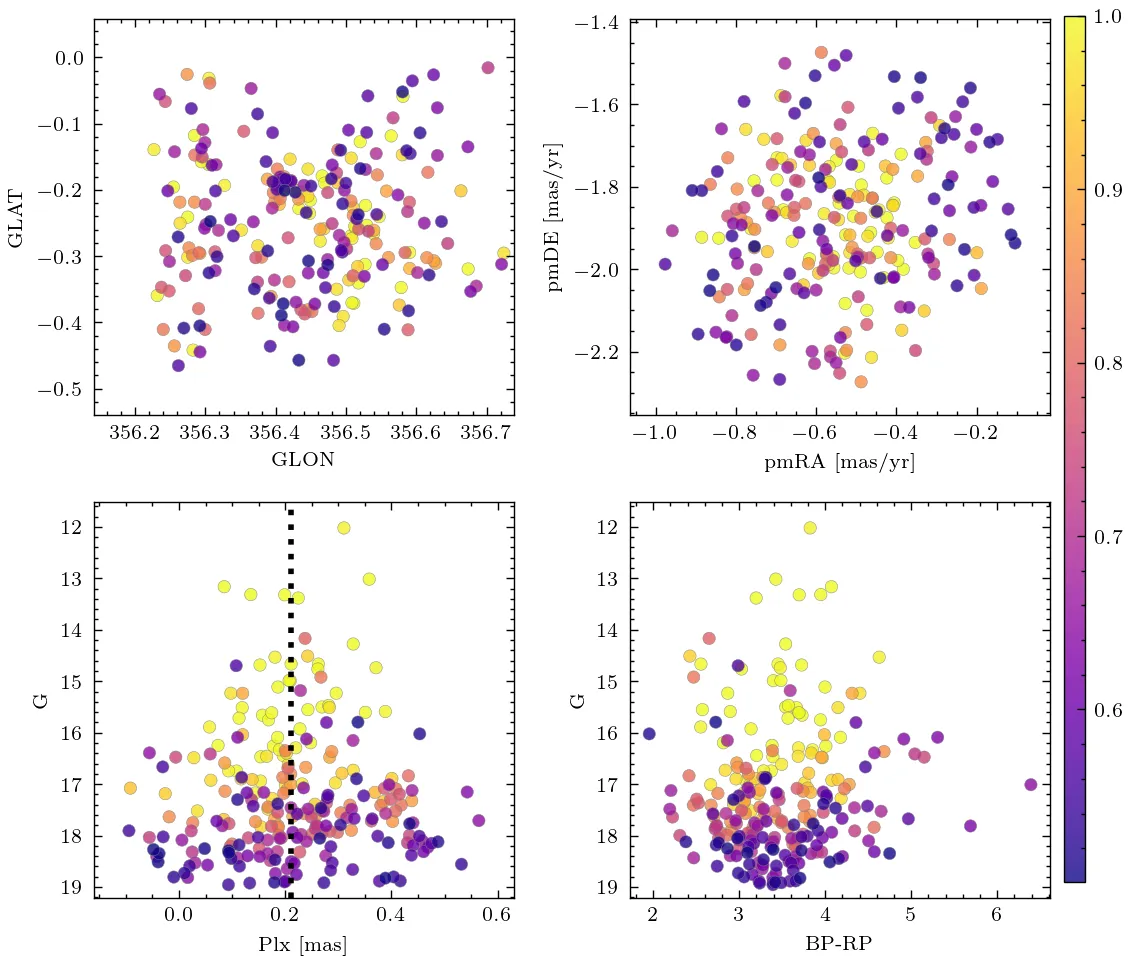 0.0
−0.1
−0.2
−0.3
−0.4
−0.5
GLAT
356.2 356.3 356.4 356.5 356.6 356.7
GLON
−1.4
−1.6
−1.8
−2.0
−2.2
pmDE [mas/yr]
−1.0 −0.8 −0.6 −0.4 −0.2
pmRA [mas/yr]
12
13
14
15
16
17
18
19
G
0.0 0.2 0.4 0.6
Plx [mas]
12
13
14
15
16
17
18
19
G
2 3 4 5 6
BP-RP
1.0
0.9
0.8
0.7
0.6